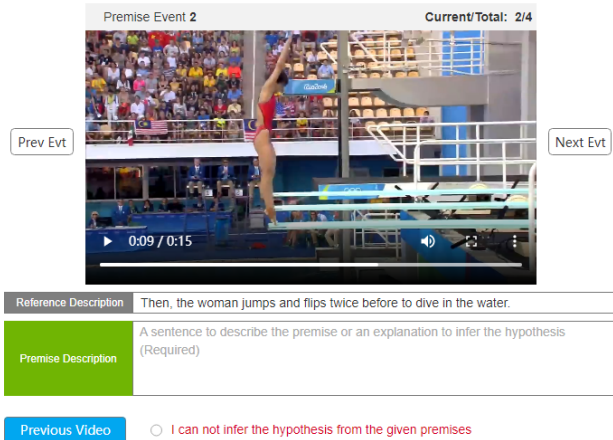 Premise Event 2 Current/Total: 2/4
Prev Evt
Next Evt
0:09 / 0:15
Reference Description Then, the woman jumps and flips twice before to dive in the water.
Premise Description
A sentence to describe the premise or an explanation to infer the hypothesis
(Required)
Previous Video I can not infer the hypothesis from the given premises